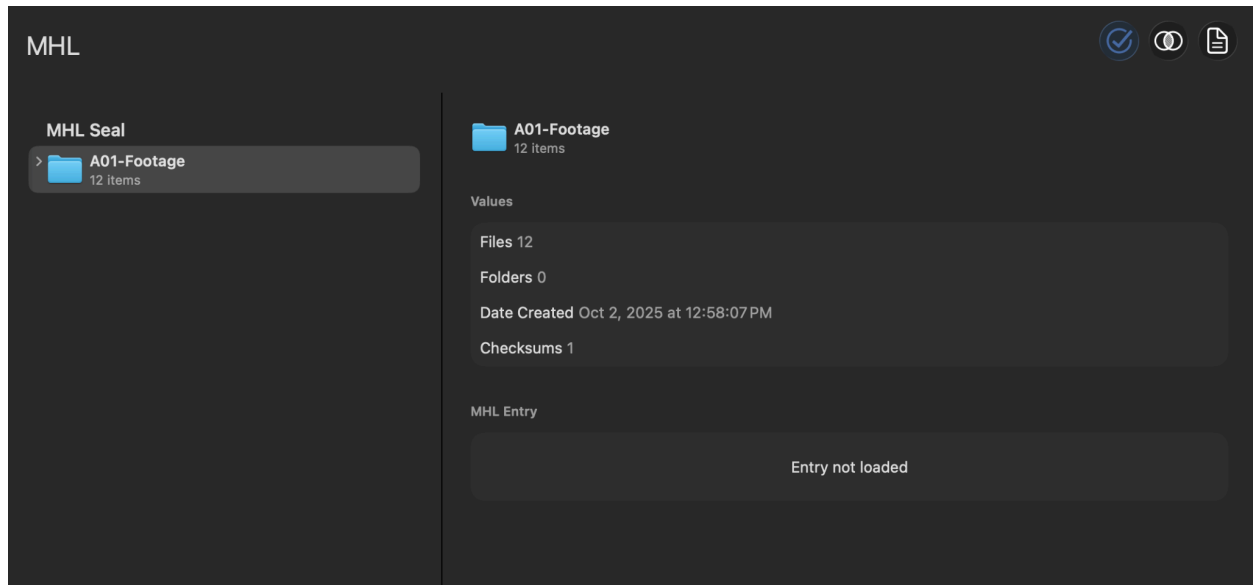 MHL
MHL Seal
A01-Footage
12 items
A01-Footage
12 items
Values
Files 12
Folders 0
Date Created Oct 2, 2025 at 12:58:07 PM
Checksums 1
MHL Entry
Entry not loaded